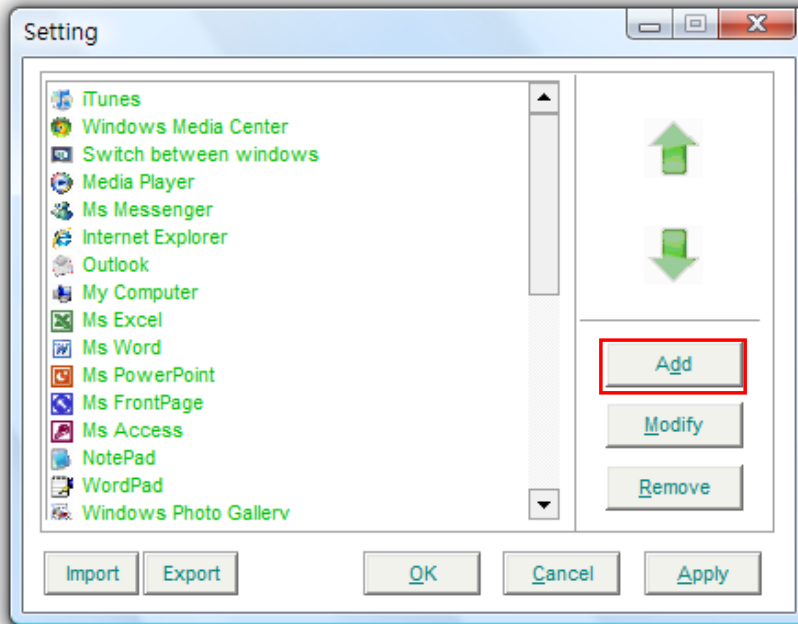 Setting
iTunes
Windows Media Center
Switch between windows
Media Player
Ms Messenger
Internet Explorer
Outlook
My Computer
Ms Excel
Ms Word
Ms PowerPoint
Ms FrontPage
Ms Access
NotePad
WordPad
Windows Photo Gallery
Add
Modify
Remove
Import Export OK Cancel Apply